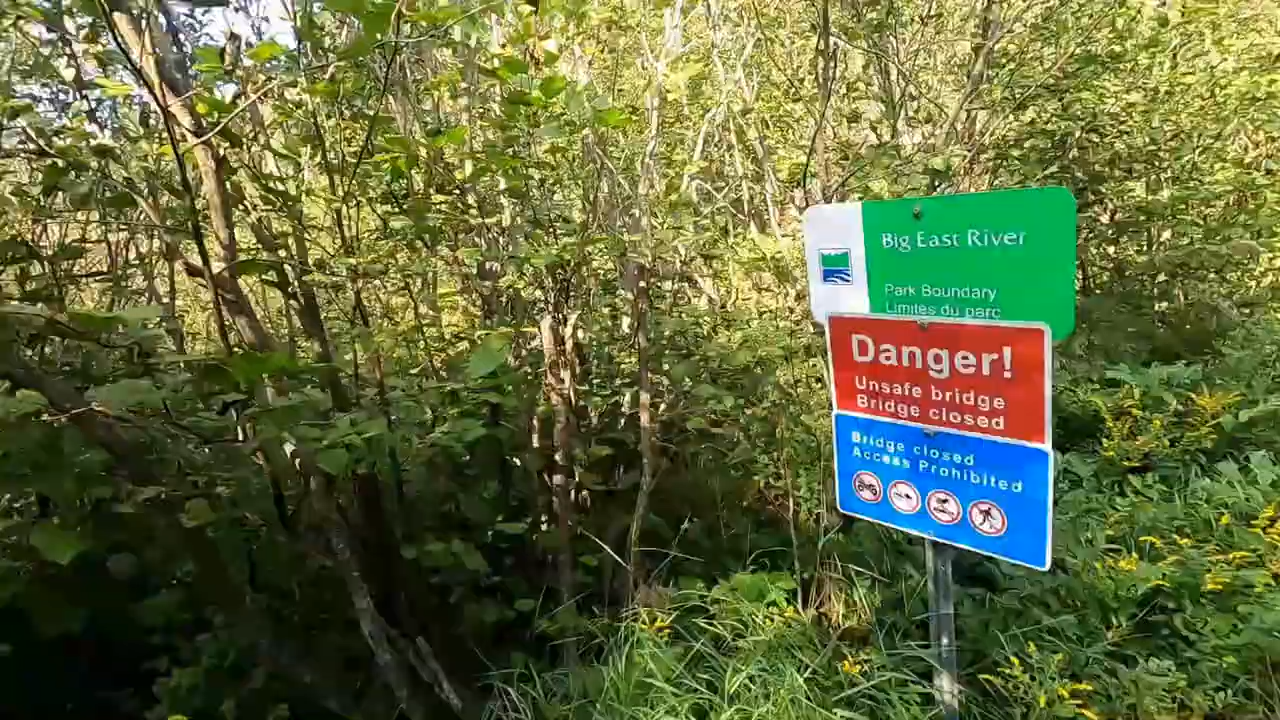 Big East River
Park Boundary
Limites du parc
Danger!
Unsafe bridge
Bridge closed
Bridge closed
Access Prohibited